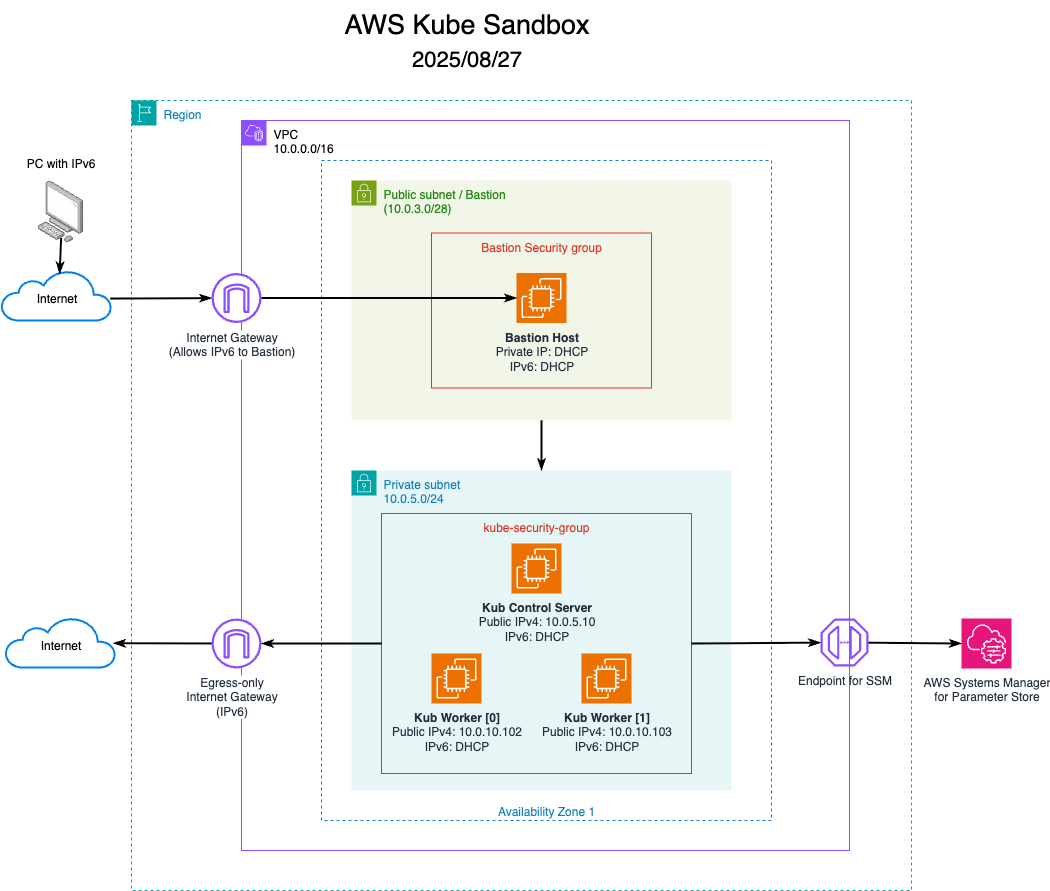 AWS Kube Sandbox
2025/08/27
Region
VPC
10.0.0.0/16
PC with IPv6
Public subnet / Bastion
(10.0.3.0/28)
Bastion Security group
Internet
Internet Gateway
(Allows IPv6 to Bastion)
Bastion Host
Private IP: DHCP
IPv6: DHCP
Private subnet
10.0.5.0/24
kube-security-group
Kub Control Server
Public IPv4: 10.0.5.10
IPv6: DHCP
Internet
Egress-only
Internet Gateway
(IPv6)
Kub Worker [0]
Public IPv4: 10.0.10.102
IPv6: DHCP
Kub Worker [1]
Public IPv4: 10.0.10.103
IPv6: DHCP
Endpoint for SSM
AWS Systems Manager
for Parameter Store
Availability Zone 1